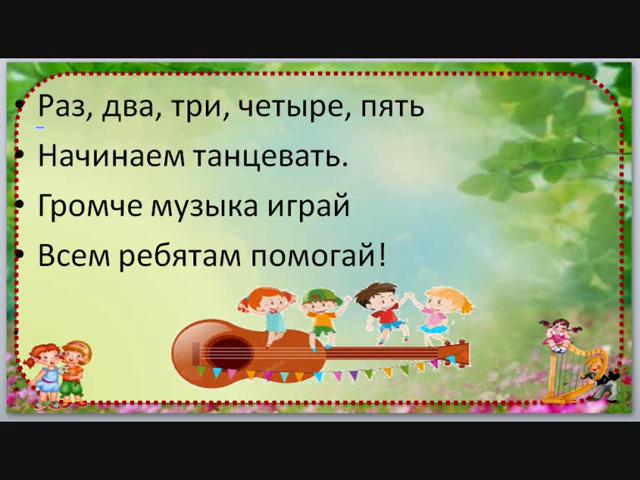 Раз, два, три, четыре, пять
Начинаем танцевать.
Громче музыка играй
Всем ребятам помогай!